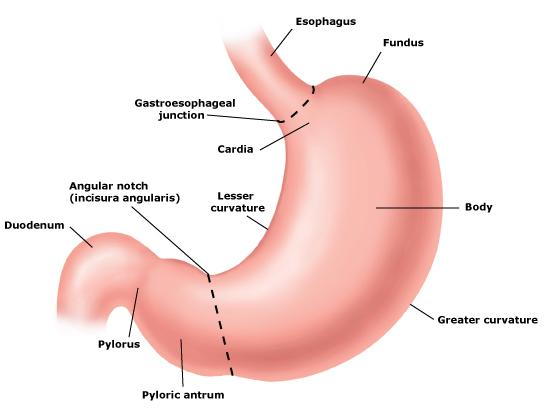 Esophagus
Fundus
Gastroesophageal
junction
Cardia
Angular notch
(incisura angularis)
Lesser
curvature
Duodenum
Body
Greater curvature
Pylorus
Pyloric antrum